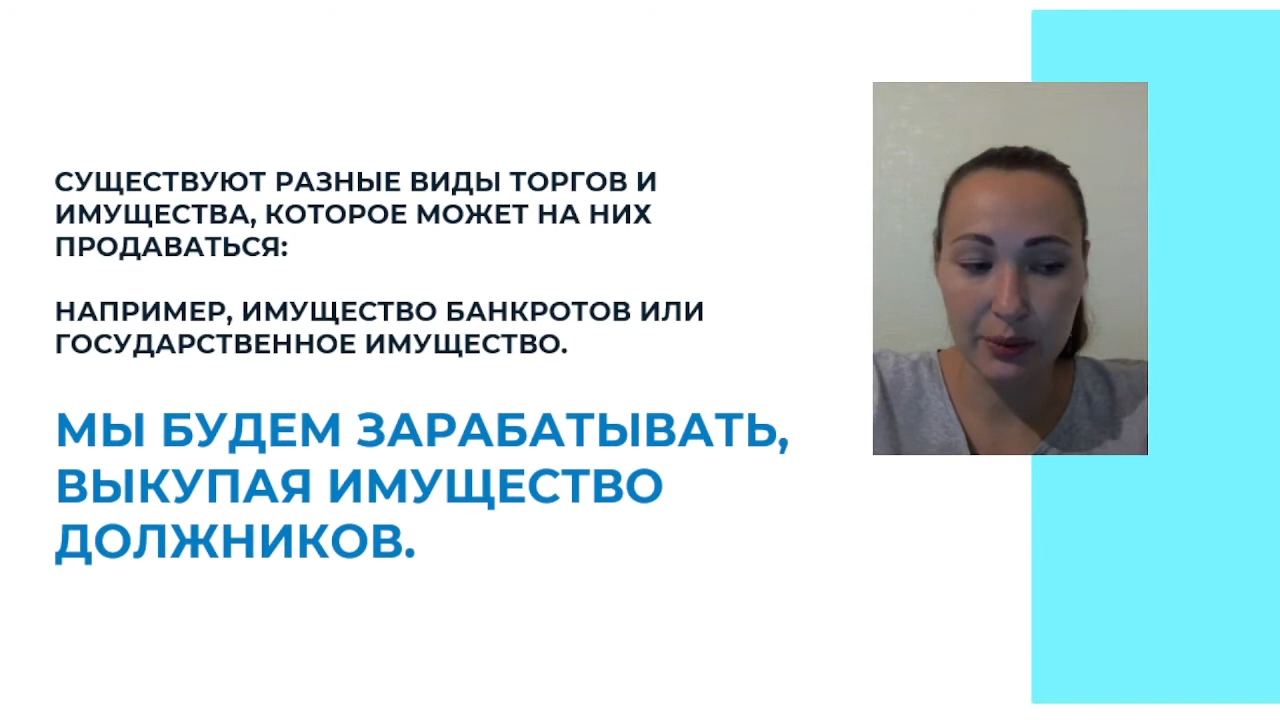 СУЩЕСТВУЮТ РАЗНЫЕ ВИДЫ ТОРГОВ И
ИМУЩЕСТВА, КОТОРОЕ МОЖЕТ НА НИХ
ПРОДАВАТЬСЯ:
НАПРИМЕР, ИМУЩЕСТВО БАНКРОТОВ ИЛИ
ГОСУДАРСТВЕННОЕ ИМУЩЕСТВО.
МЫ БУДЕМ ЗАРАБАТЫВАТЬ,
ВЫКУПАЯ ИМУЩЕСТВО
ДОЛЖНИКОВ.